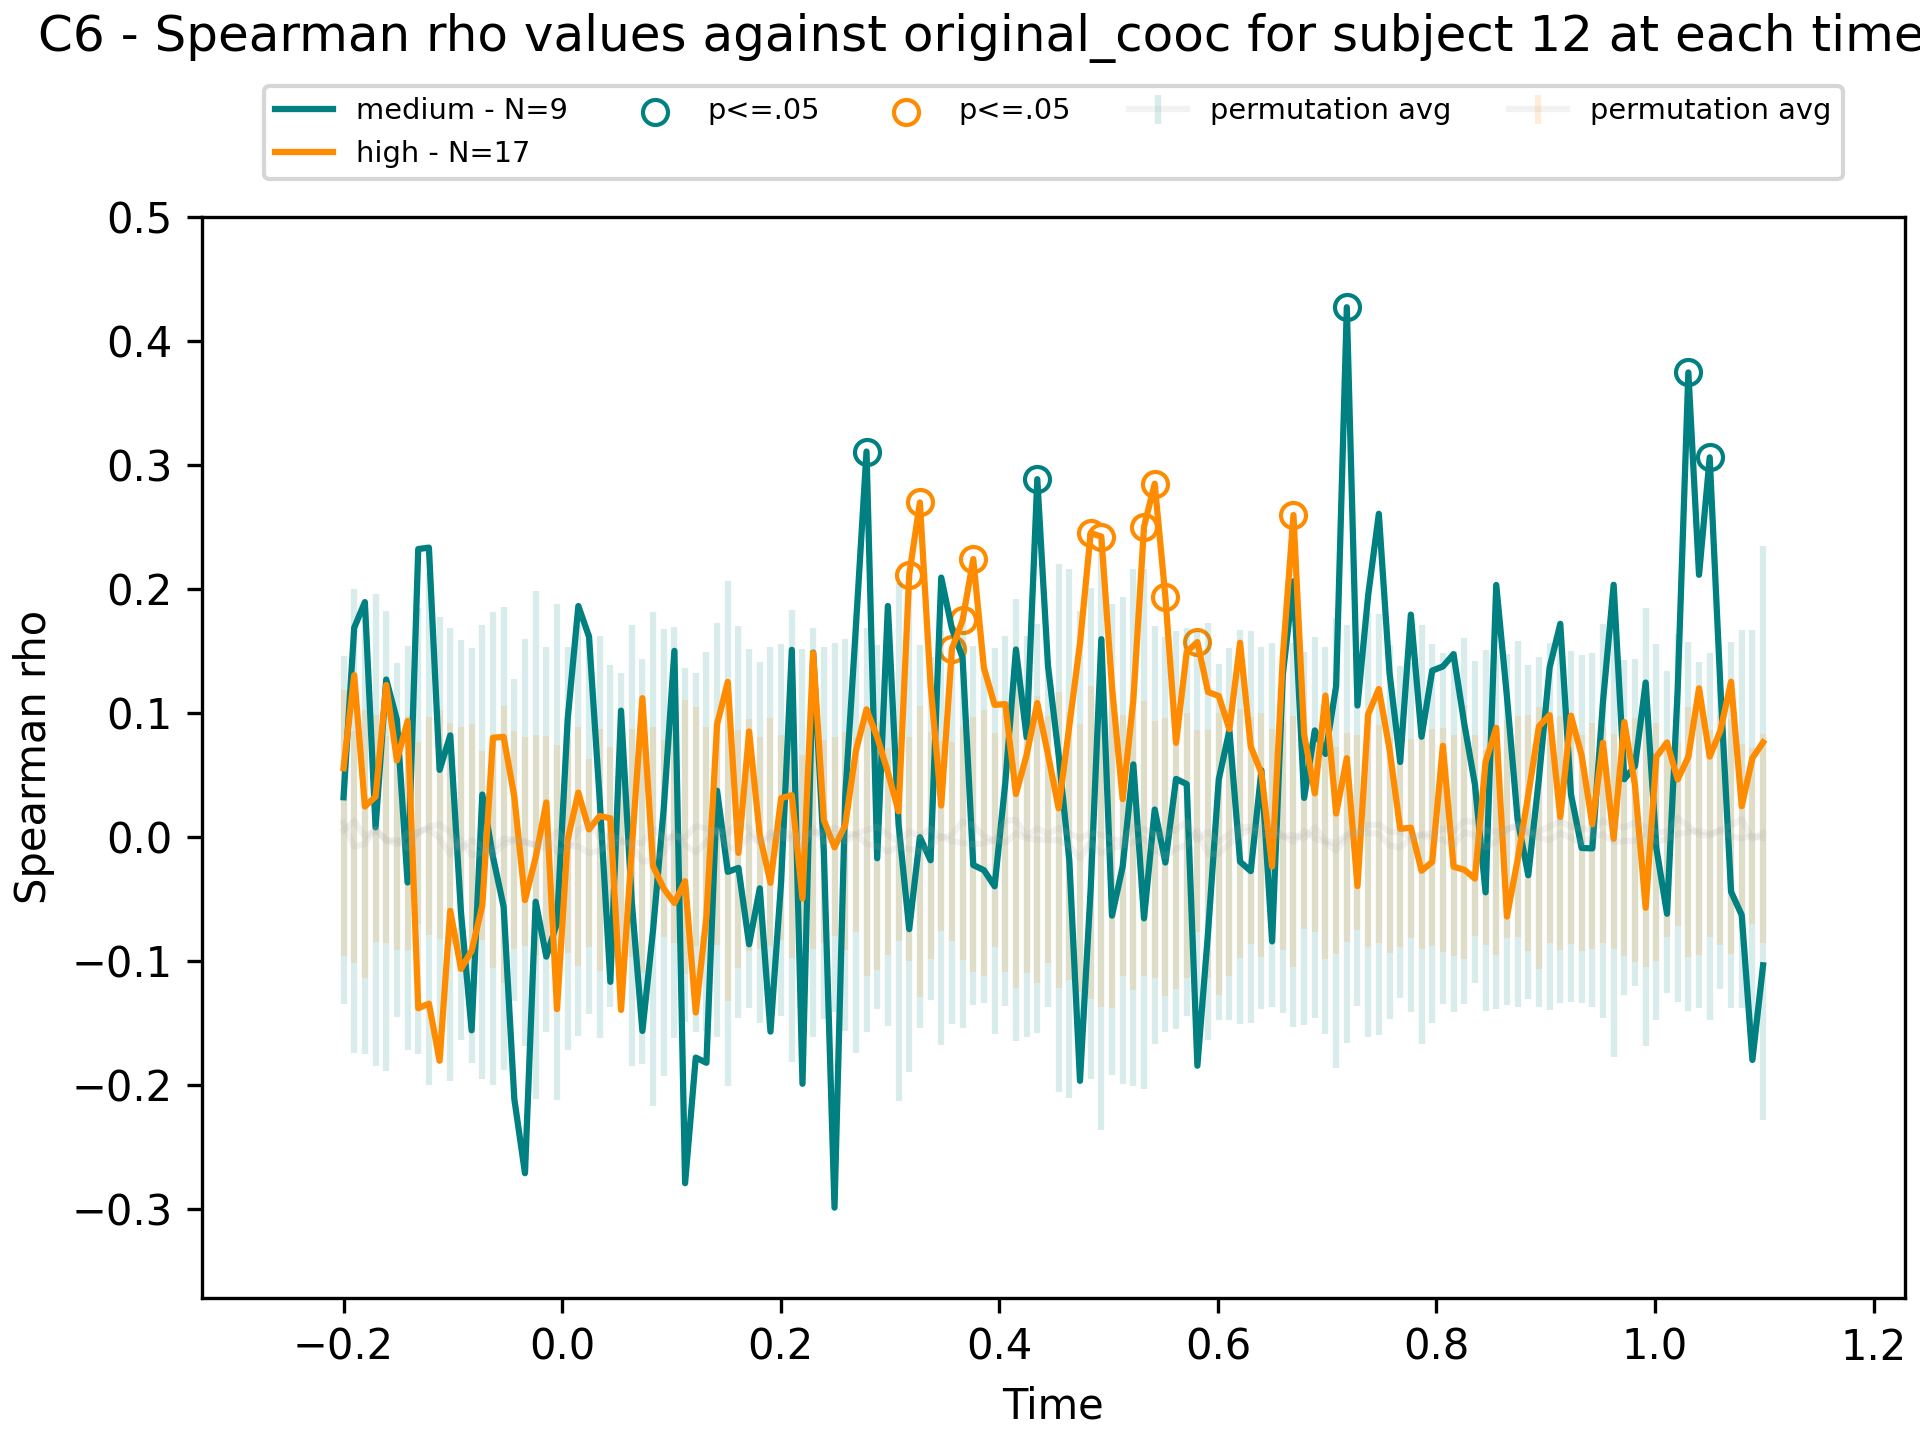 C6 - Spearman rho values against original_cooc for subject 12 at each time
medium - N=9 p<=.05 p<=.05 permutation avg permutation avg
high - N=17
0.5
0.4
0.3
0.2
0.1
0.0
−0.1
−0.2
−0.3
Spearman rho
−0.2 0.0 0.2 0.4 0.6 0.8 1.0 1.2
Time